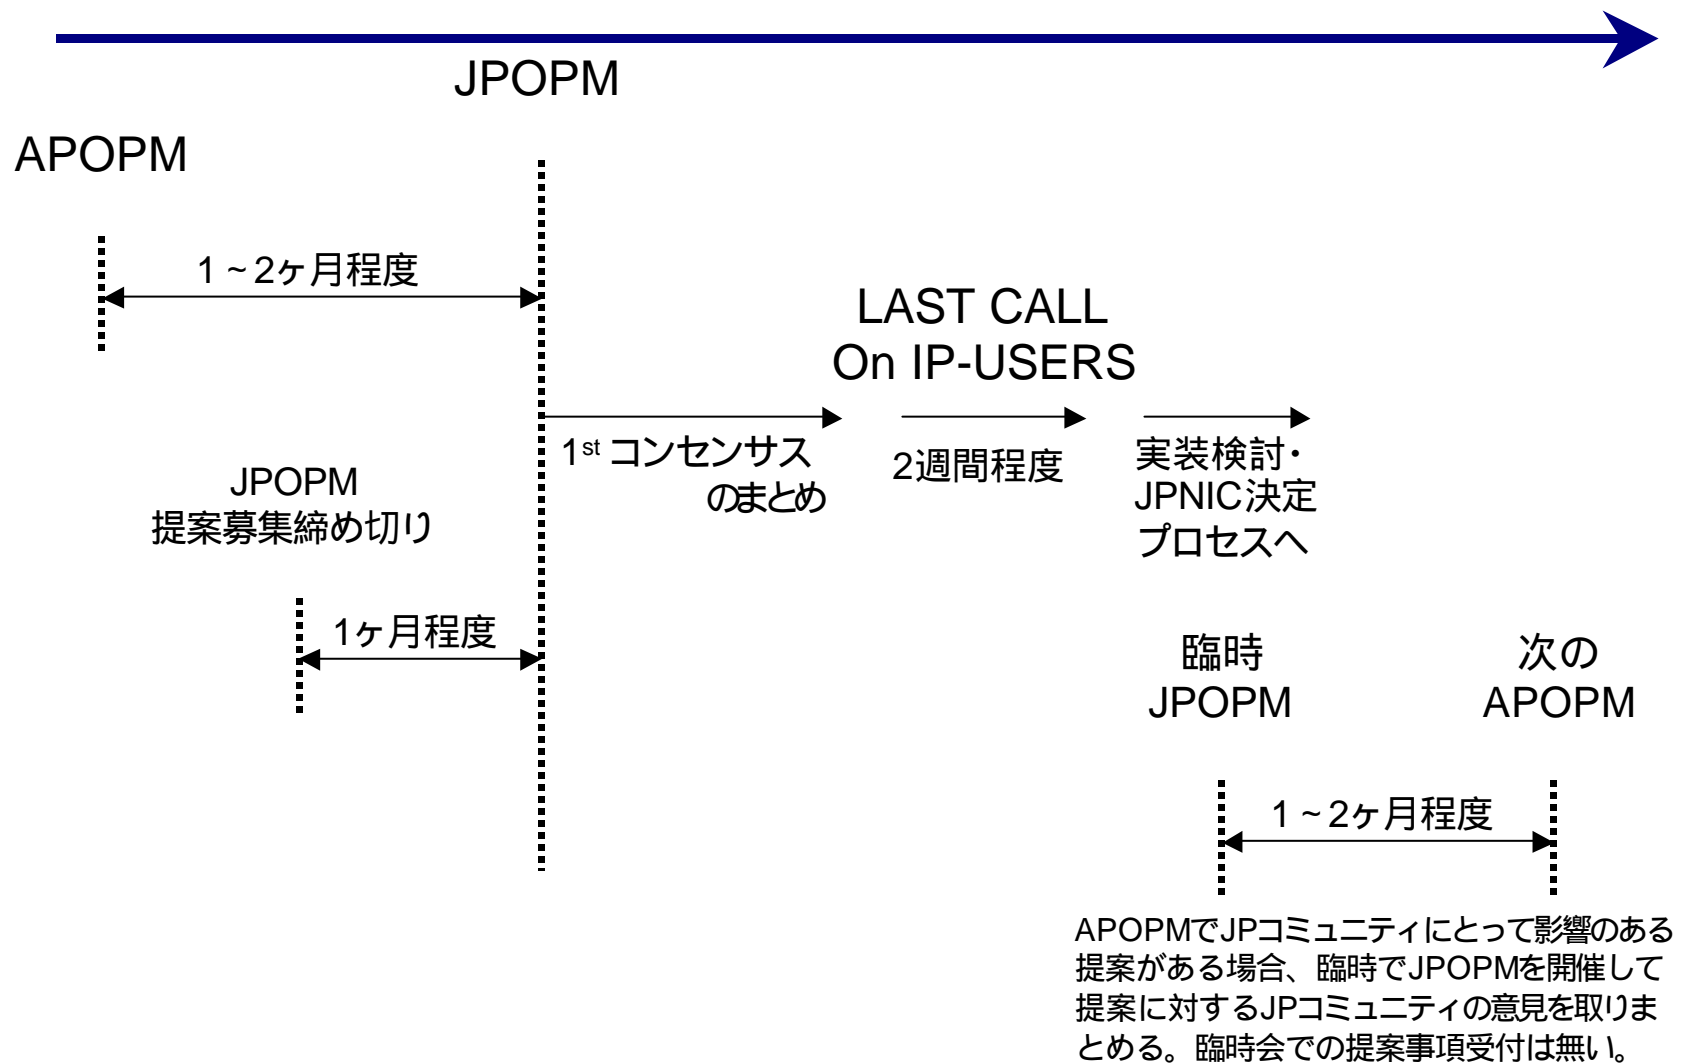 JPOPM
APOPM
1 ~ 2ヶ月程度
LAST CALL
On IP-USERS
1st コンセンサス
のまとめ
2週間程度
実装検討・
JPNIC決定
プロセスへ
JPOPM
提案募集締め切り
1ヶ月程度
臨時
JPOPM
次の
APOPM
1 ~ 2ヶ月程度
APOPMでJPコミュニティにとって影響のある
提案がある場合、臨時でJPOPMを開催して
提案に対するJPコミュニティの意見を取りま
とめる。臨時会での提案事項受付は無い。